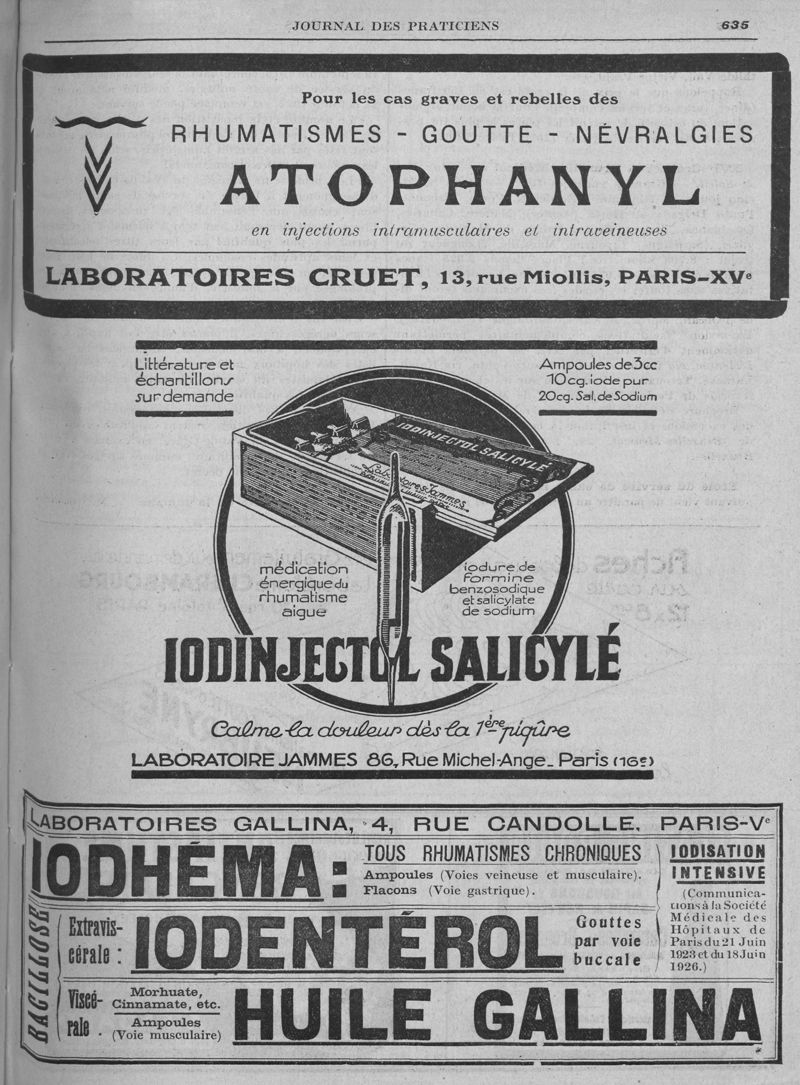 JOURNAL DES PRATICIENS
635
Pour les cas graves et rebelles des
RHUMATISMES - GOUTTE - NÉVRALGIES
ATOPHANYL
en injections intramusculaires et intraveineuses
LABORATOIRES CRUET, 13, rue Miollis, PARIS-XVe
Littérature et
échantillons
sur demande
Ampoules de 3cc
10cg. iode pur
20cg. Sal. de Sodium
IODINJECTOL SALICYLÉ
Laboratoires Jammes
médication
énergique du
rhumatisme
aigue
iodure de
formine
benzosodique
et salicylate
de sodium
IODINJECTOL SALICYLÉ
Calme la douleur dès la 1ère piqûre
LABORATOIRE JAMMES 86, Rue Michel-Ange_ Paris (16e)
LABORATOIRES GALLINA, 4, RUE CANDOLLE, PARIS-Ve
IODHÉMA:
TOUS RHUMATISMES CHRONIQUES
Ampoules (Voies veineuse et musculaire).
Flacons (Voie gastrique).
IODISATION
INTENSIVE
(Communica-
tions à la Société
Médicale des
Hôpitaux de
Paris du 21 Juin
1923 et du 18 Juin
1926.)
BACILLOSE
Extravis-
cérale :
IODENTÉROL
Gouttes
par voie
buccale
Viscé-
rale .
Morhuate,
Cinnamate, etc.
Ampoules
(Voie musculaire)
HUILE GALLINA